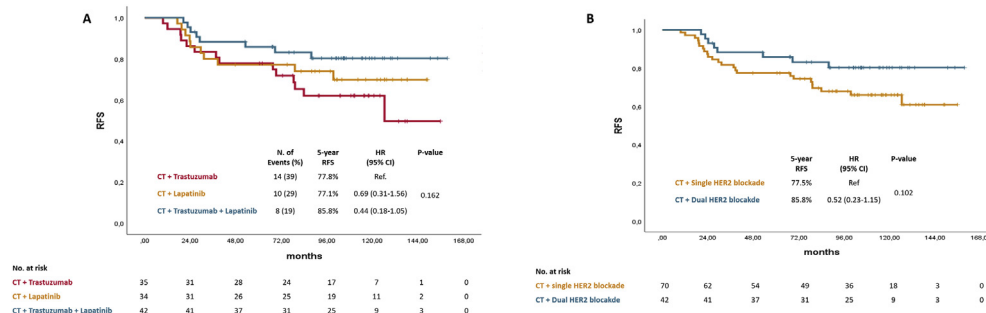 A
1,0
0,8
0,6
0,4
0,2
0,0
RFS
N. of Events (%) 5-year RFS HR (95% CI) P-value
CT + Trastuzumab 14 (39) 77.8% Ref.
CT + Lapatinib 10 (29) 77.1% 0.69 (0.31-1.56) 0.162
CT + Trastuzumab + Lapatinib 8 (19) 85.8% 0.44 (0.18-1.05)
,00 24,00 48,00 72,00 96,00 120,00 144,00 168,00
months
No. at risk
CT + Trastuzumab 35 31 28 24 17 7 1 0
CT + Lapatinib 34 31 26 25 19 11 2 0
CT + Trastuzumab + Lapatinib 42 41 37 31 25 9 3 0
B
1,0
0,8
0,6
0,4
0,2
0,0
RFS
5-year RFS HR (95% CI) P-value
CT + Single HER2 blockade 77.5% Ref
CT + Dual HER2 blocakde 85.8% 0.52 (0.23-1.15) 0.102
,00 24,00 48,00 72,00 96,00 120,00 144,00 168,00
months
No. at risk
CT + single HER2 blockade 70 62 54 49 36 18 3 0
CT + Dual HER2 blocakde 42 41 37 31 25 9 3 0